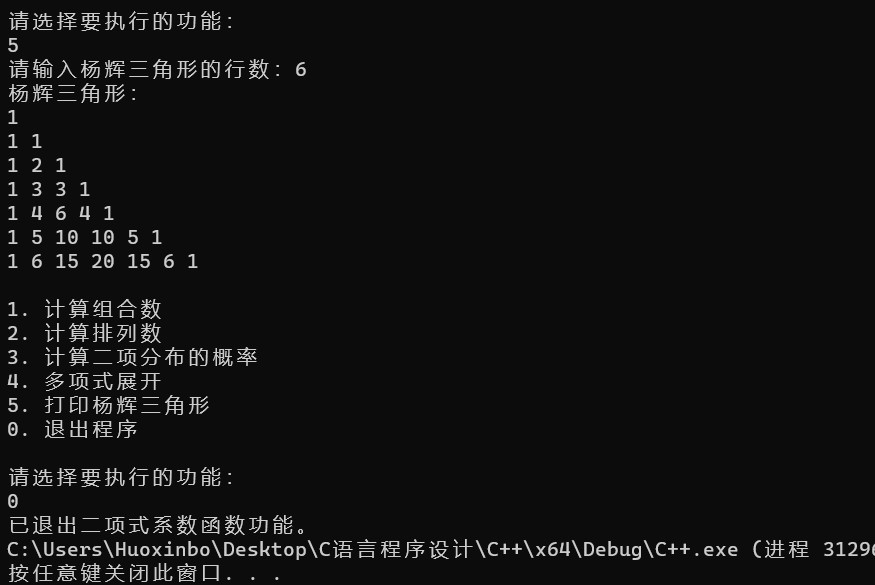 请选择要执行的功能:
5
请输入杨辉三角形的行数: 6
杨辉三角形:
1
1 1
1 2 1
1 3 3 1
1 4 6 4 1
1 5 10 10 5 1
1 6 15 20 15 6 1
1. 计算组合数
2. 计算排列数
3. 计算二项分布的概率
4. 多项式展开
5. 打印杨辉三角形
0. 退出程序
请选择要执行的功能:
0
已退出二项式系数函数功能。
C:\Users\Huoxinbo\Desktop\C语言程序设计\C++\x64\Debug\C++.exe (进程 3129
按任意键关闭此窗口. . .